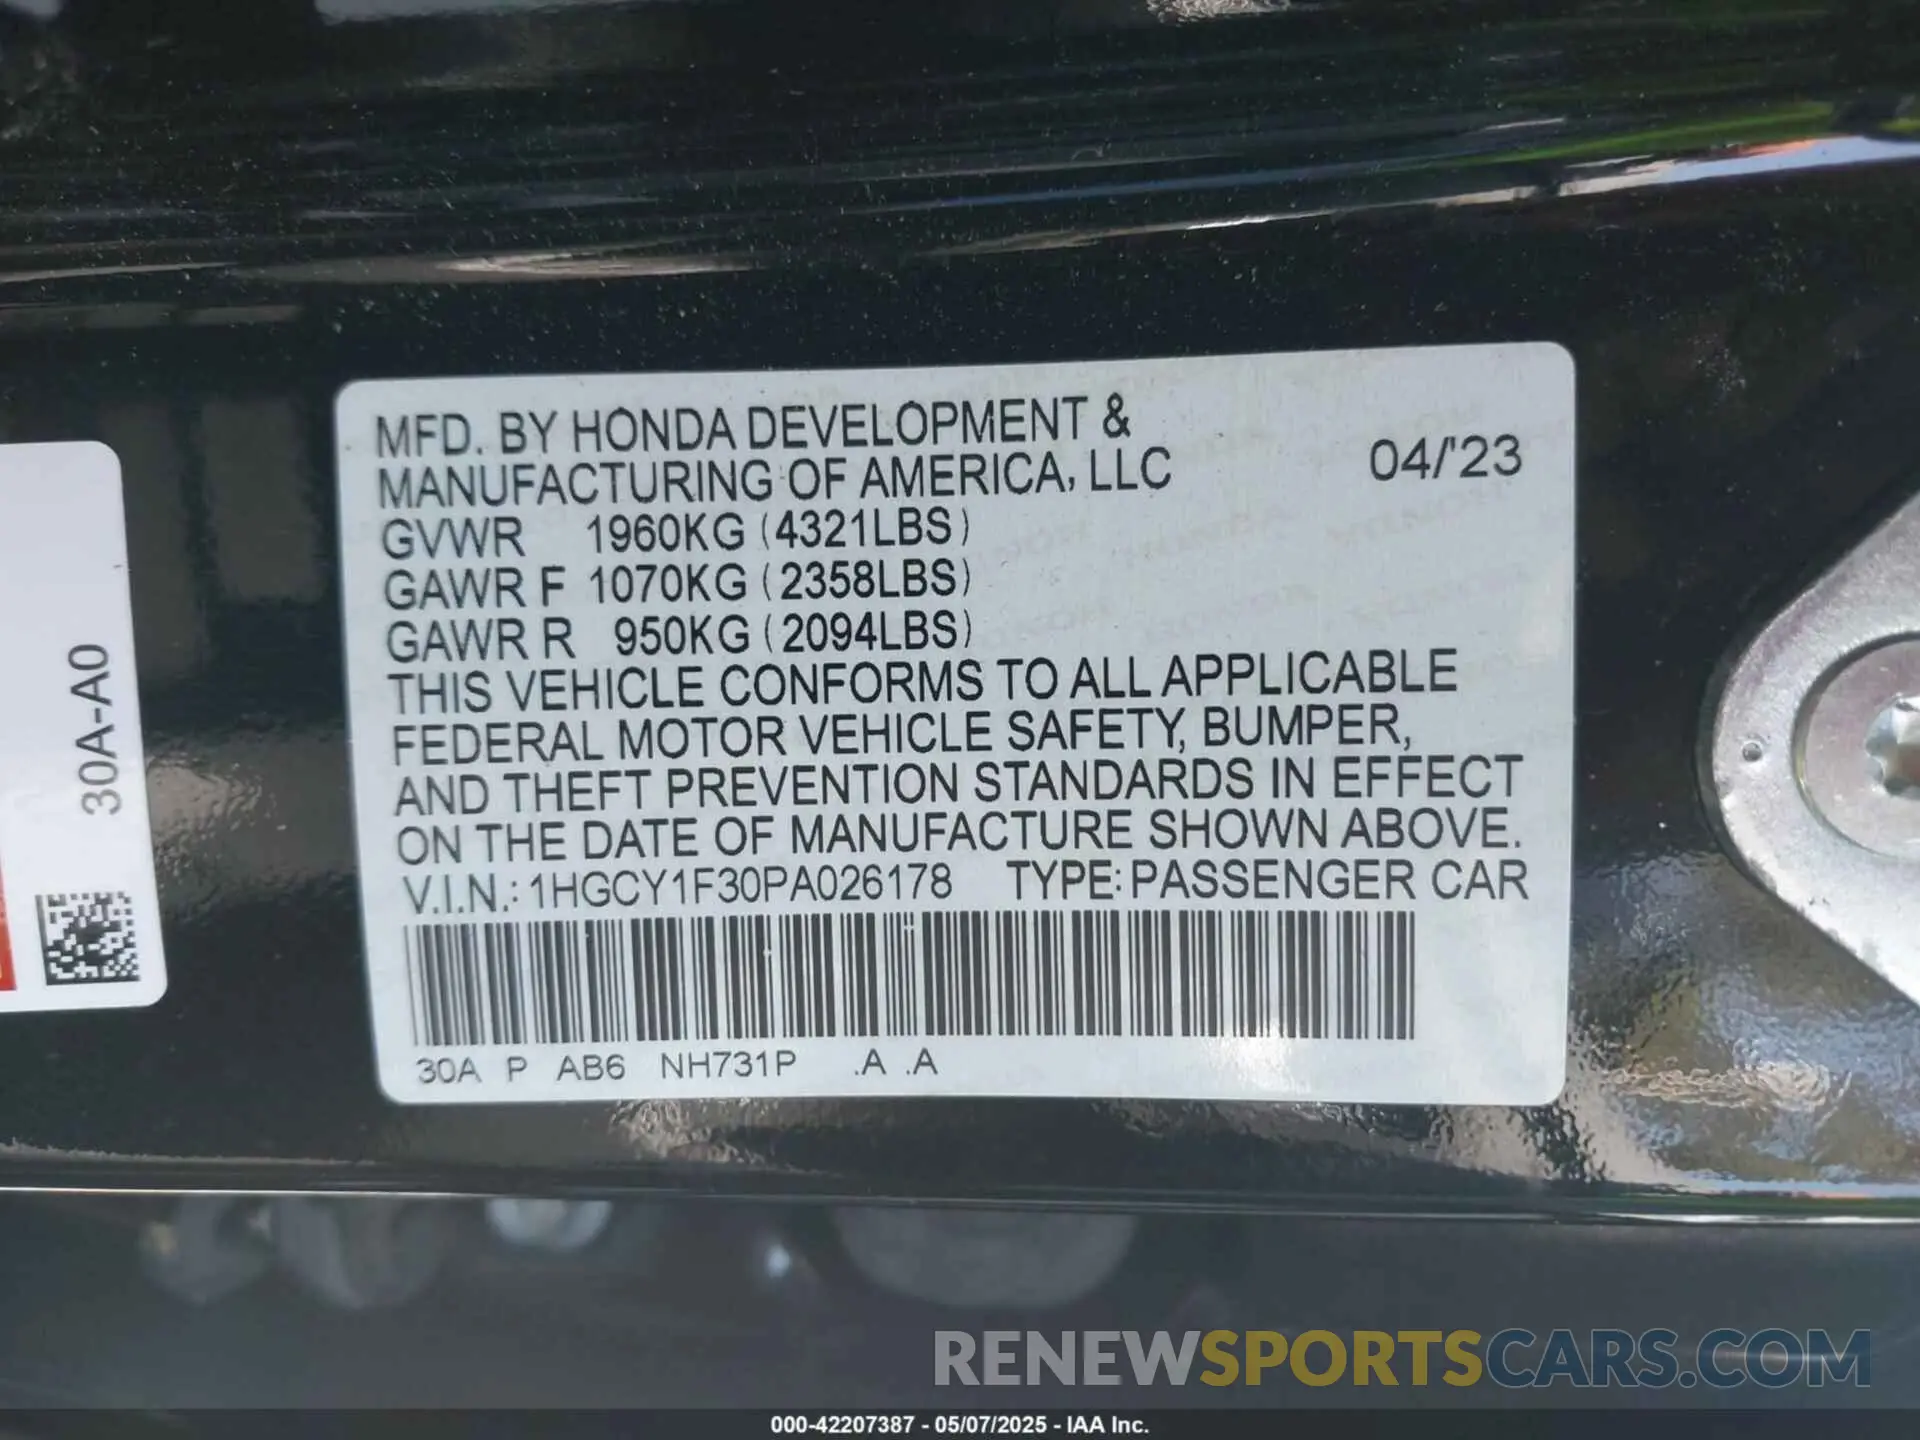 MFD. BY HONDA DEVELOPMENT &
MANUFACTURING OF AMERICA, LLC 04/'23
GVWR 1960KG (4321LBS)
GAWR F 1070KG (2358LBS)
GAWR R 950KG (2094LBS)
THIS VEHICLE CONFORMS TO ALL APPLICABLE
FEDERAL MOTOR VEHICLE SAFETY, BUMPER,
AND THEFT PREVENTION STANDARDS IN EFFECT
ON THE DATE OF MANUFACTURE SHOWN ABOVE.
V.I.N.: 1HGCY1F30PA026178 TYPE: PASSENGER CAR
30A P AB6 NH731P .A .A
30A-A0
RENEWSPORTSCARS.COM
000-42207387 - 05/07/2025 - IAA Inc.